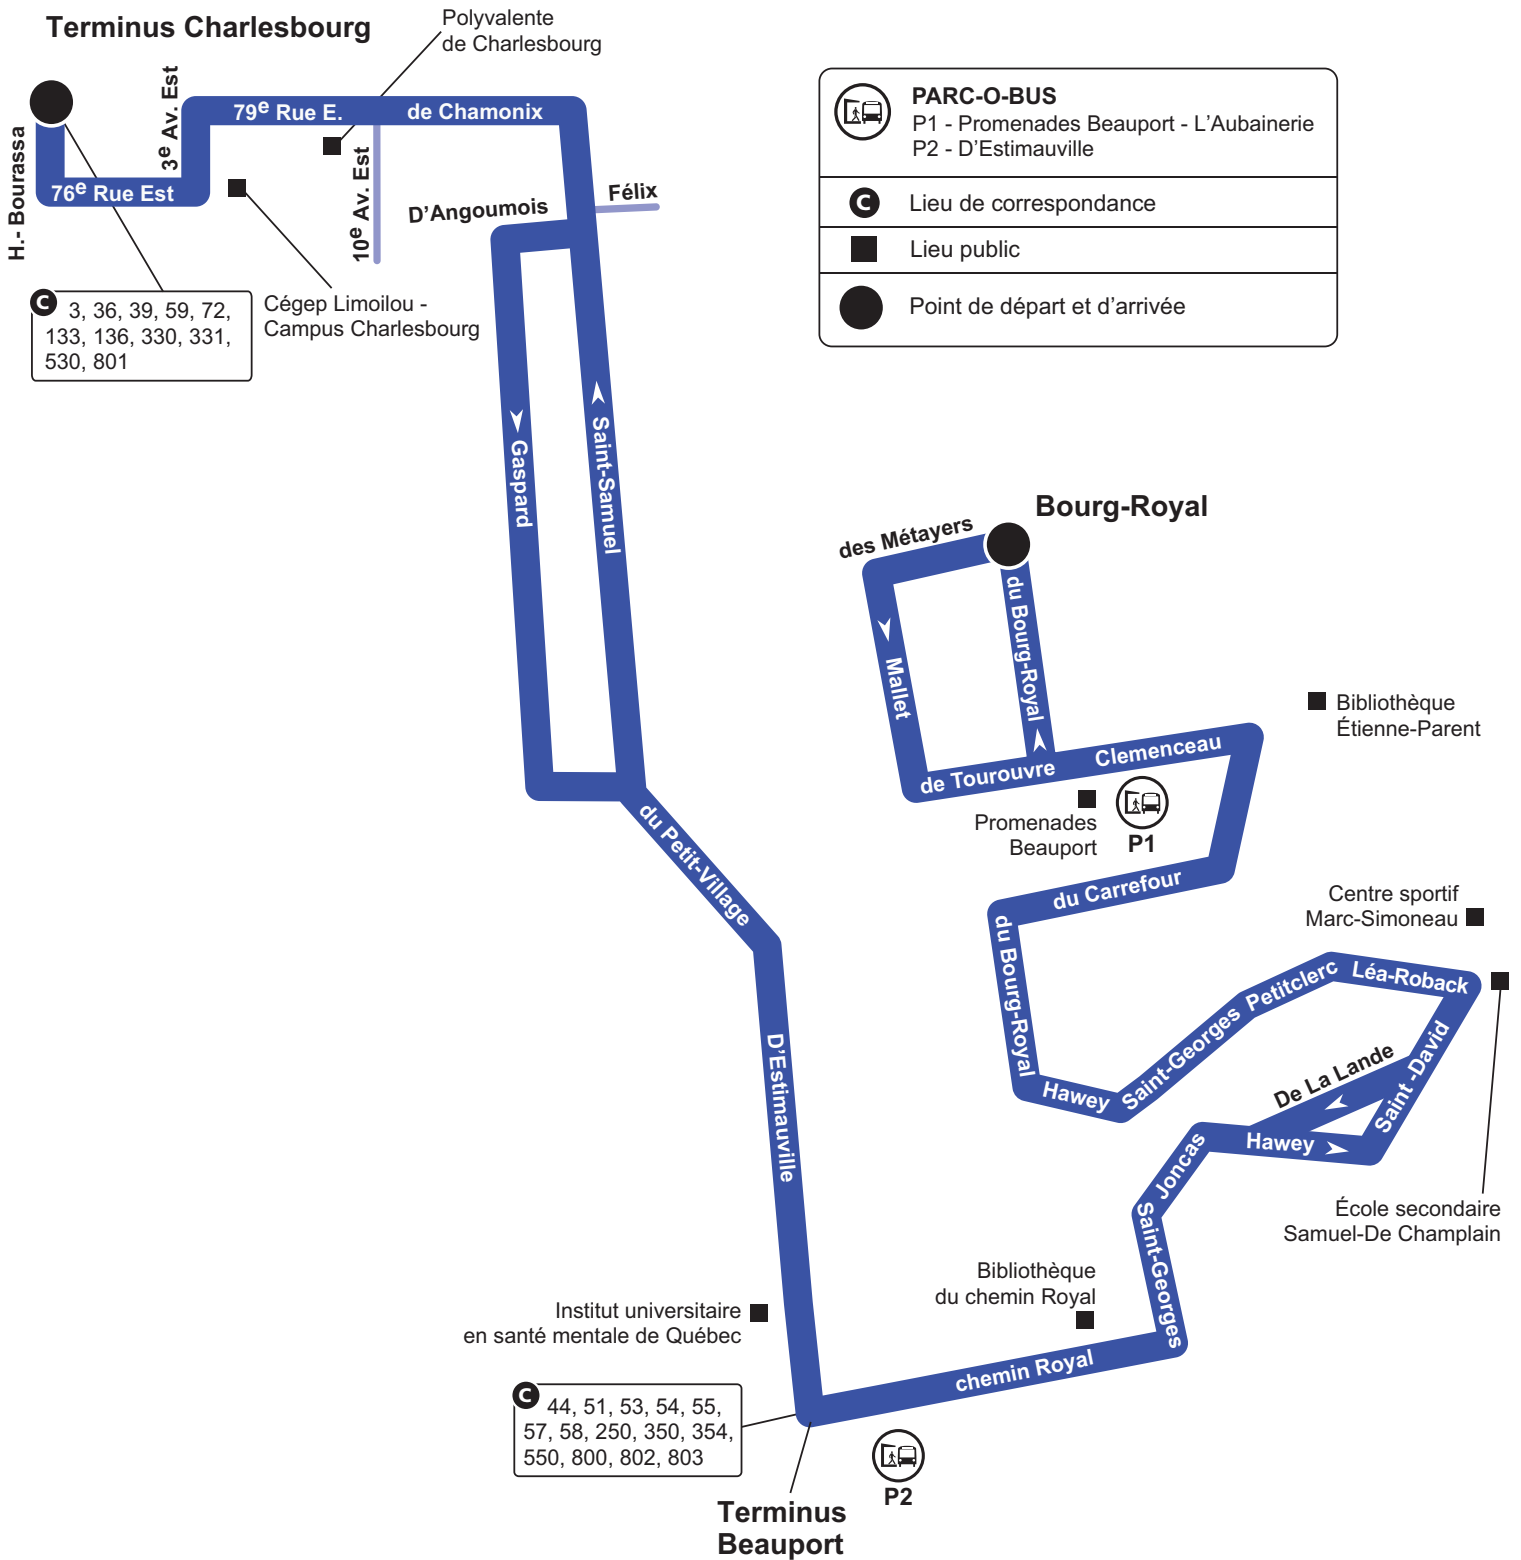 Terminus Charlesbourg
Polyvalente
de Charlesbourg
H.- Bourassa
76e Rue Est
3e Av. Est
79e Rue E.
de Chamonix
10e Av. Est
D'Angoumois
Félix
C 3, 36, 39, 59, 72,
133, 136, 330, 331,
530, 801
Cégep Limoilou -
Campus Charlesbourg
PARC-O-BUS
P1 - Promenades Beauport - L'Aubainerie
P2 - D'Estimauville
C Lieu de correspondance
Lieu public
Point de départ et d'arrivée
Gaspard
Saint-Samuel
Bourg-Royal
des Métayers
du Bourg-Royal
Mallet
de Tourouvre
Clemenceau
Bibliothèque
Étienne-Parent
Promenades
Beauport
P1
du Petit-Village
du Carrefour
du Bourg-Royal
Centre sportif
Marc-Simoneau
Hawey
Saint-Georges
Petitclerc
Léa-Roback
Saint -David
De La Lande
Hawey
Joncas
Saint-Georges
École secondaire
Samuel-De Champlain
D'Estimauville
Bibliothèque
du chemin Royal
Institut universitaire
en santé mentale de Québec
chemin Royal
C 44, 51, 53, 54, 55,
57, 58, 250, 350, 354,
550, 800, 802, 803
P2
Terminus
Beauport